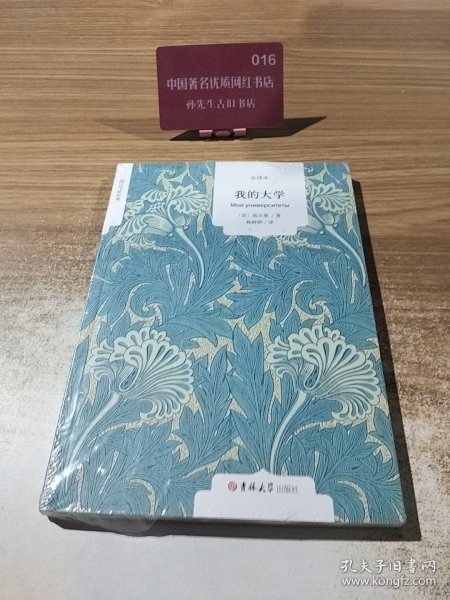 016
中国著名优质网红书店
孙先生古旧书店
全译本
我的大学
Мои университеты
（苏）高尔基 / 著
吉林大学出版社
孔夫子旧书网
www.kongfz.com